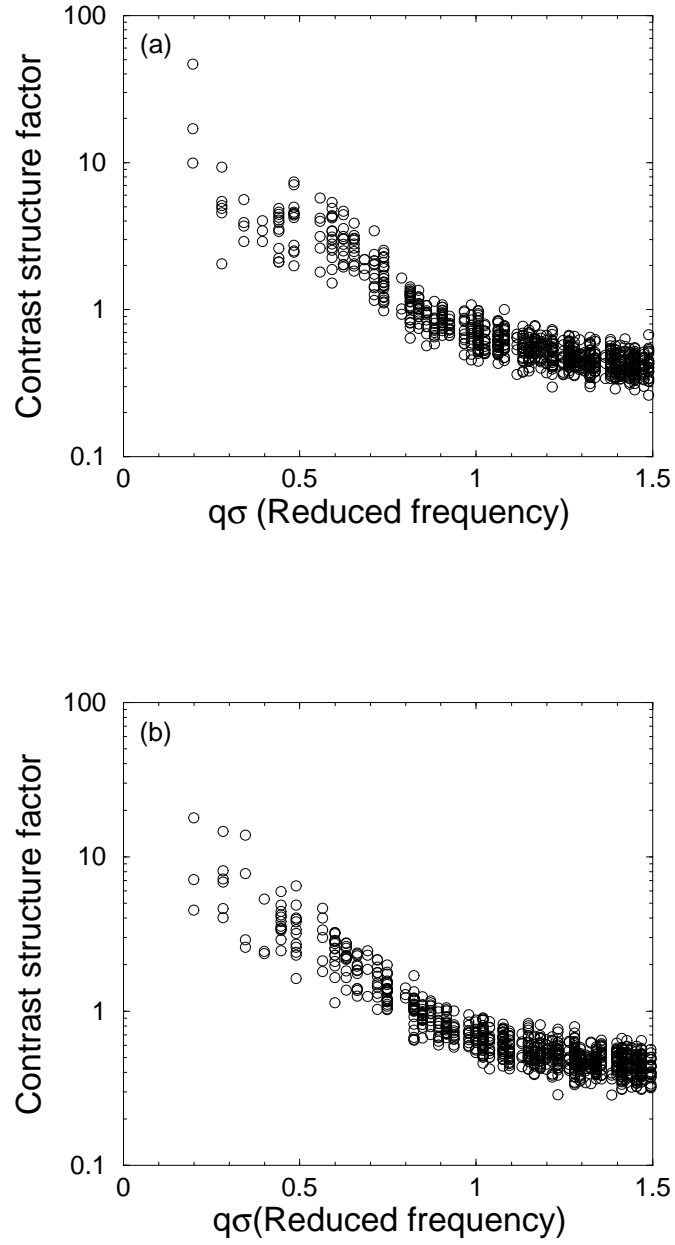 (a)
100
10
1
0.1
Contrast structure factor
0
0.5
1
1.5
qσ (Reduced frequency)
(b)
100
10
1
0.1
Contrast structure factor
0
0.5
1
1.5
qσ(Reduced frequency)